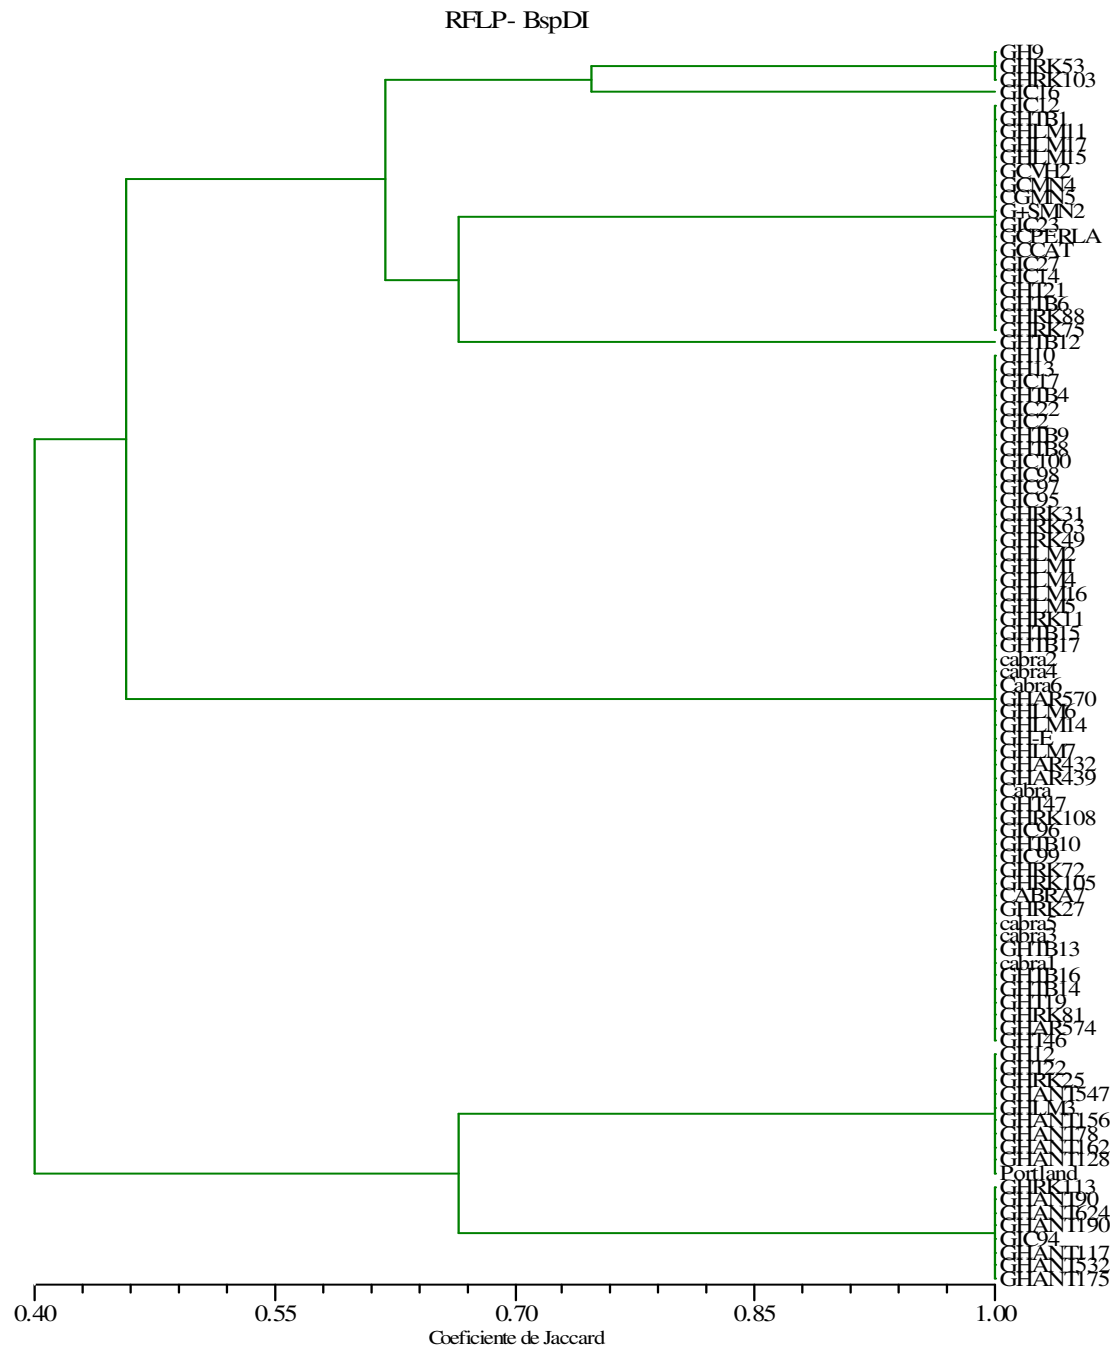 RFLP- BspDI
GH9
GHRK53
GHRK103
GIC16
GIC12
GHTB1
GHLM11
GHLM17
GHLM15
GCVH2
GCMN4
CGMN5
G+SMN2
GIC23
GCPERLA
GCCAT
GIC27
GIC14
GHT21
GHTB6
GHRK88
GHRK75
GHTB12
GH10
GH13
GIC17
GHTB4
GIC22
GIC2
GHTB9
GHTB8
GIC100
GIC98
GIC97
GIC95
GHRK31
GHRK63
GHRK49
GHLM2
GHLM1
GHLM4
GHLM16
GHLM5
GHRK11
GHTB15
GHTB17
cabra2
cabra4
Cabra6
GHAR570
GHLM6
GHLM14
GH-E
GHLM7
GHAR432
GHAR439
Cabra
GHT47
GHRK108
GIC96
GHTB10
GIC99
GHRK72
GHRK105
CABRA7
GHRK27
cabra5
cabra3
GHTB13
cabra1
GHTB16
GHTB14
GHT19
GHRK81
GHAR574
GHT46
GH12
GHT22
GHRK25
GHANT547
GHLM3
GHANT156
GHANT78
GHANT162
GHANT128
Portland
GHRK113
GHANT90
GHANT624
GHANT190
GIC94
GHANT117
GHANT532
GHANT175
0.40 0.55 0.70 0.85 1.00
Coeficiente de Jaccard